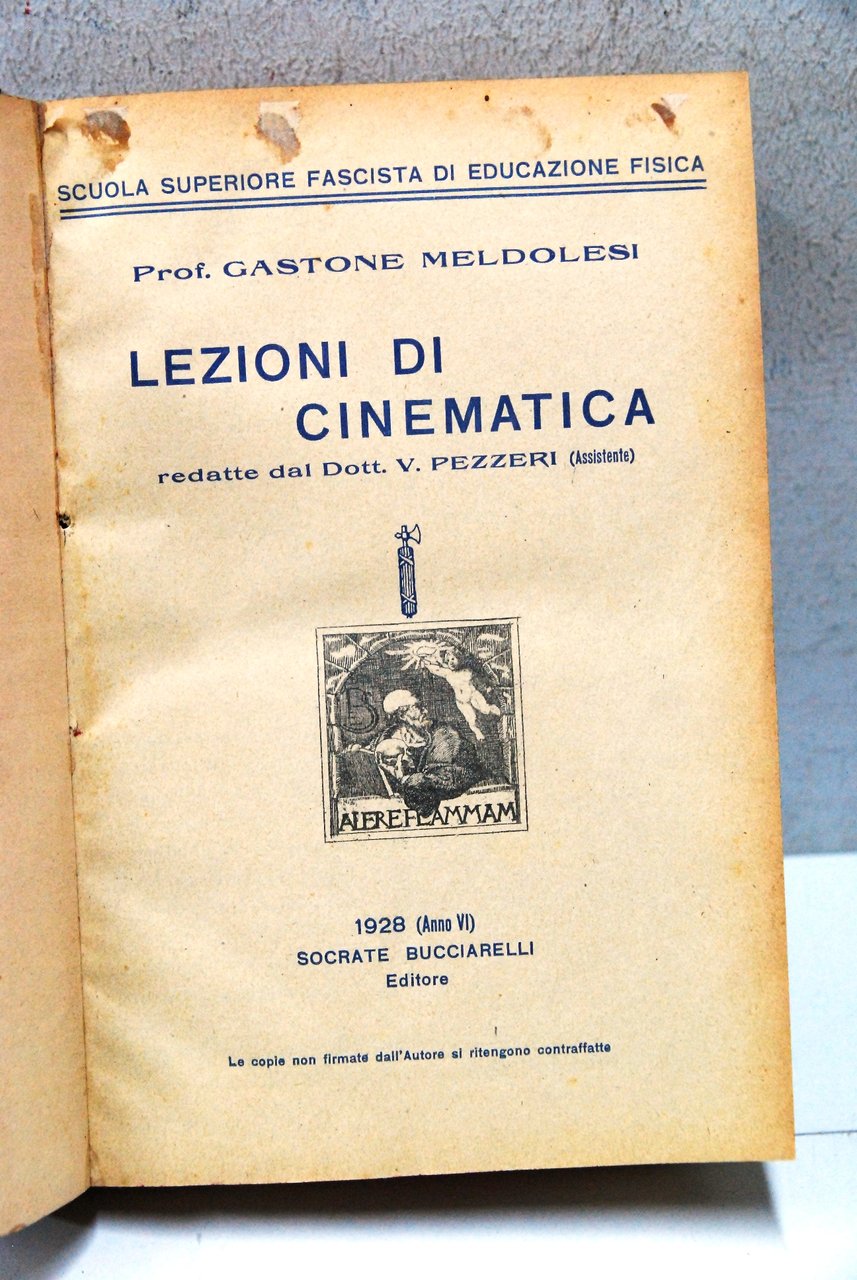 SCUOLA SUPERIORE FASCISTA DI EDUCAZIONE FISICA
Prof. GASTONE MELDOLESI
LEZIONI DI
CINEMATICA
redatte dal Dott. V. PEZZERI (Assistente)
B
ALERE FLAMMAM
1928 (Anno VI)
SOCRATE BUCCIARELLI
Editore
Le copie non firmate dall'Autore si ritengono contraffatte